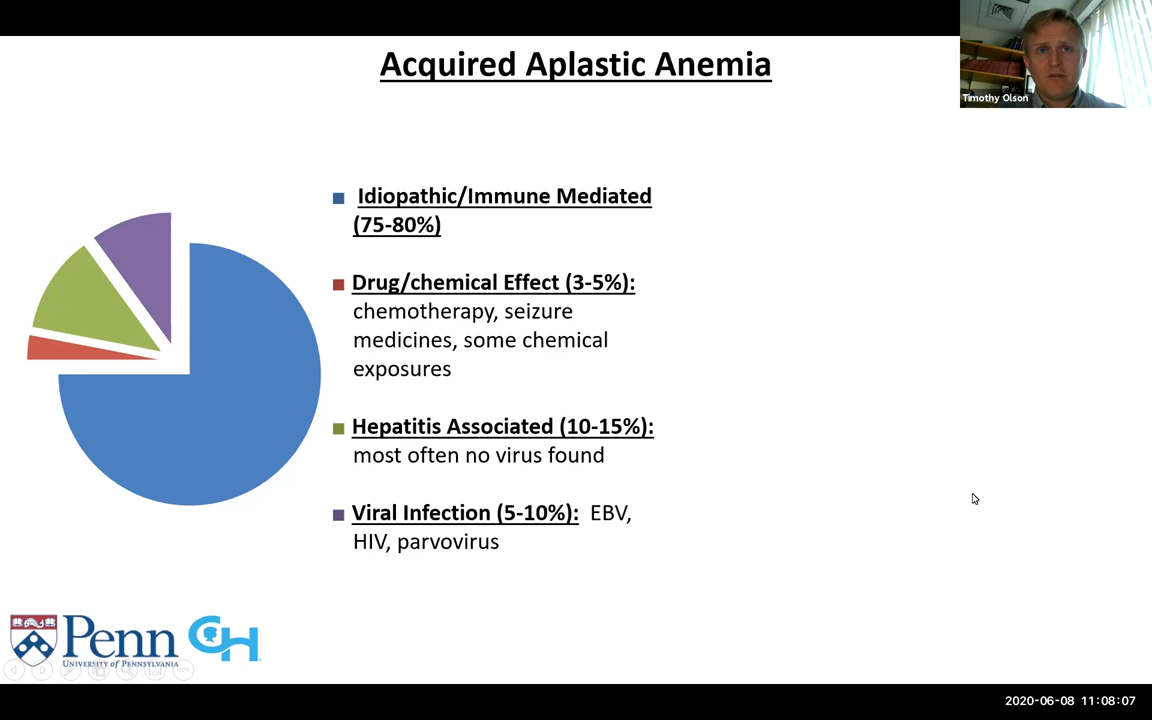 Acquired Aplastic Anemia
Timothy Olson
Idiopathic/Immune Mediated
(75-80%)
Drug/chemical Effect (3-5%):
chemotherapy, seizure
medicines, some chemical
exposures
Hepatitis Associated (10-15%):
most often no virus found
Viral Infection (5-10%): EBV,
HIV, parvovirus
Penn
UNIVERSITY OF PENNSYLVANIA
CH
2020-06-08 11:08:07